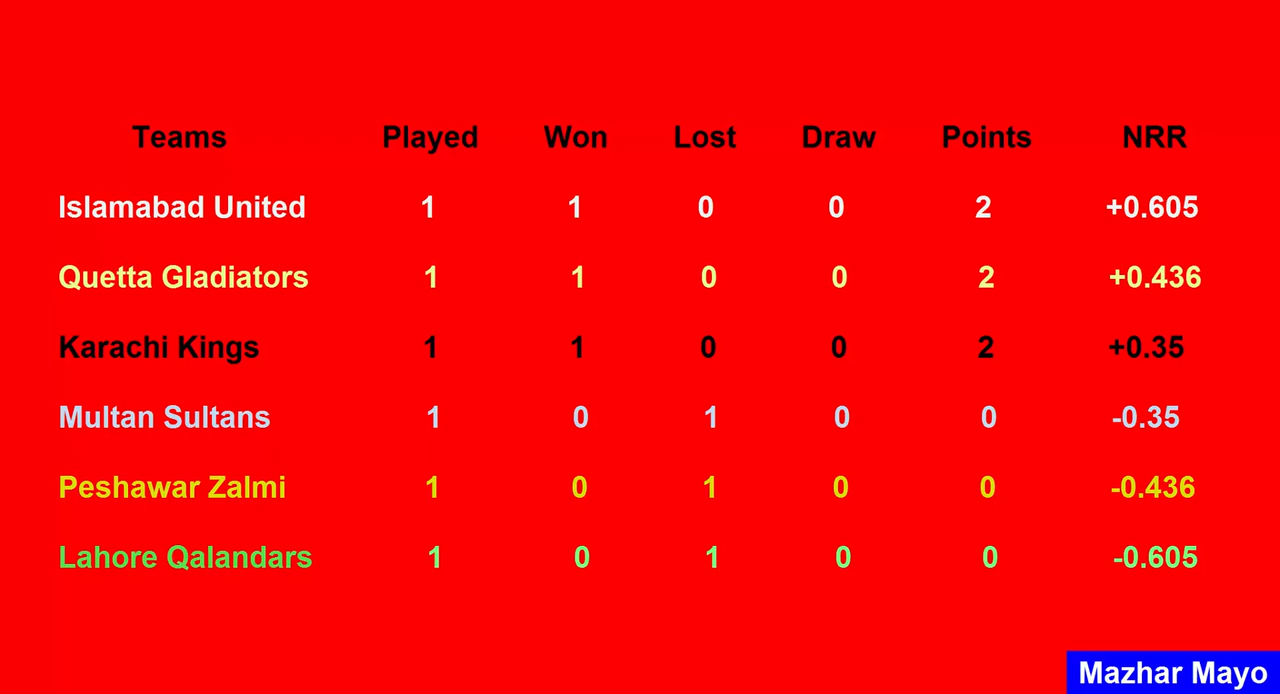 Teams Played Won Lost Draw Points NRR
Islamabad United 1 1 0 0 2 +0.605
Quetta Gladiators 1 1 0 0 2 +0.436
Karachi Kings 1 1 0 0 2 +0.35
Multan Sultans 1 0 1 0 0 -0.35
Peshawar Zalmi 1 0 1 0 0 -0.436
Lahore Qalandars 1 0 1 0 0 -0.605
Mazhar Mayo